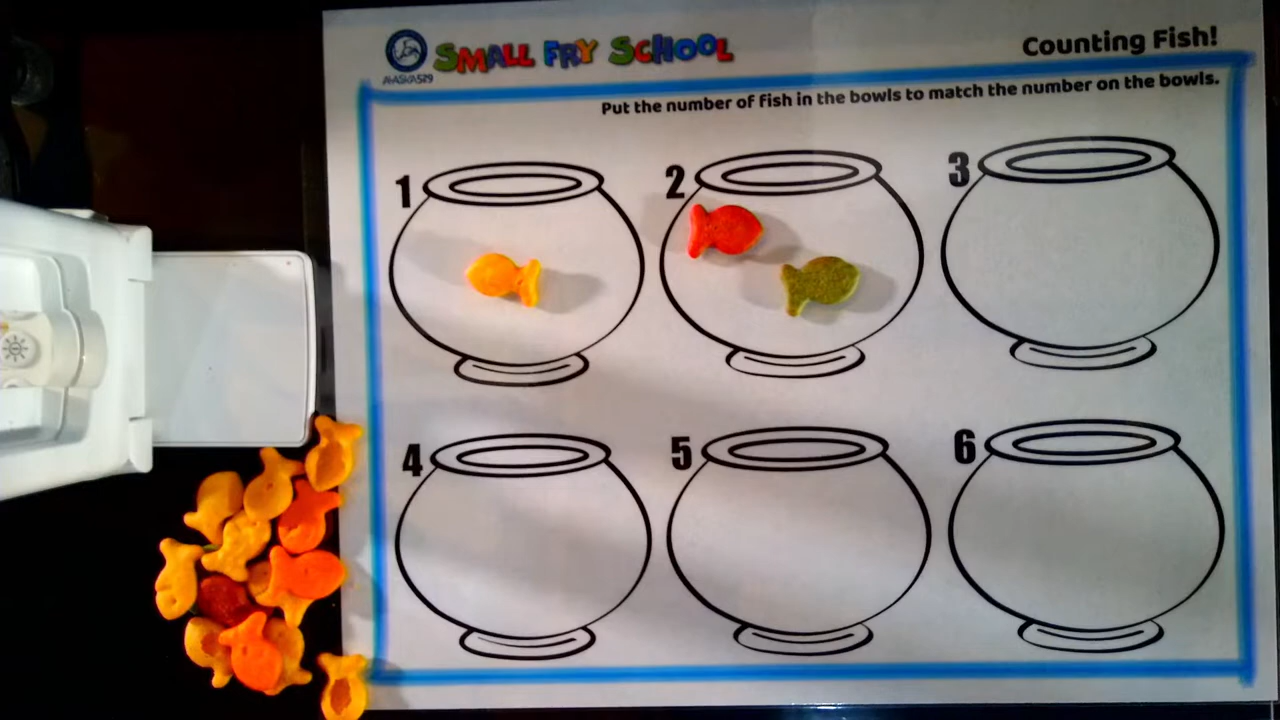 SMALL FRY SCHOOL
Counting Fish!
ALASKA529
Put the number of fish in the bowls to match the number on the bowls.
1
2
3
4
5
6